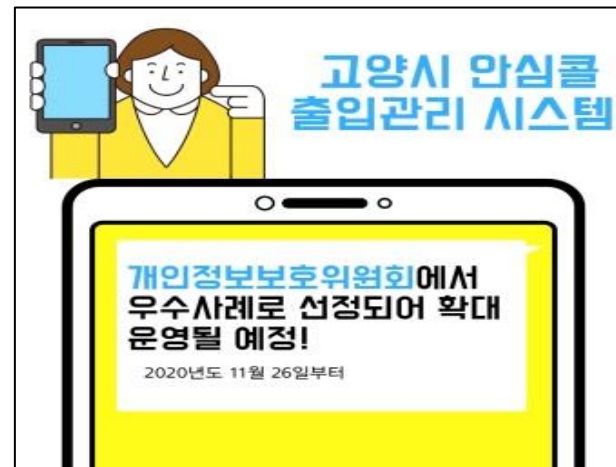 고양시 안심콜
출입관리 시스템
개인정보보호위원회에서
우수사례로 선정되어 확대
운영될 예정!
2020년도 11월 26일부터